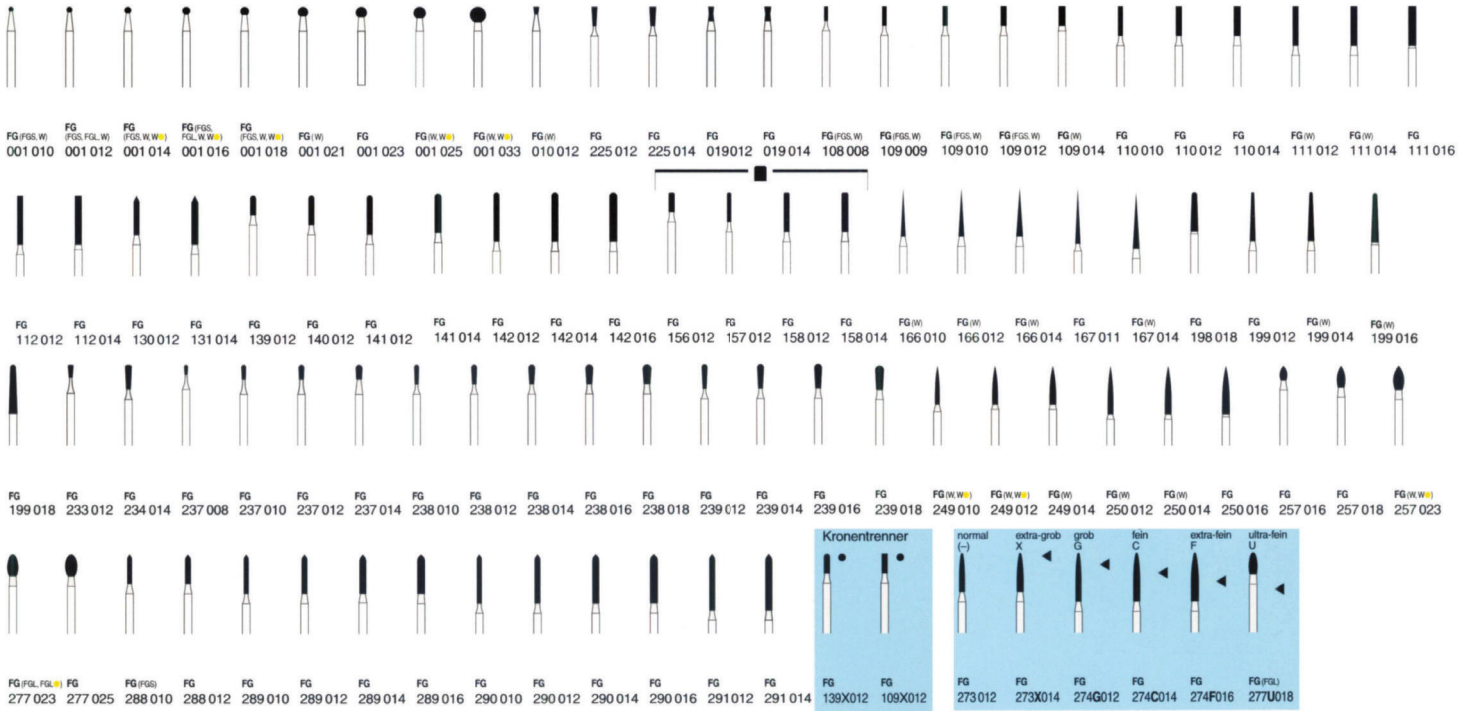 FG (FGS, W) FG (FGS, FGL, W) FG (FGS, W, W) FG (FGS, FGL, W, W) FG (FGS, W, W) FG (W) FG FG (W, W) FG (W, W) FG (W) FG FG FG FG FG (FGS, W) FG (FGS, W) FG (FGS, W) FG (FGS, W) FG (W) FG FG FG FG (W) FG (W) FG
001 010 001 012 001 014 001 016 001 018 001 021 001 023 001 025 001 033 010 012 225 012 225 014 019 012 019 014 108 008 109 009 109 010 109 012 109 014 110 010 110 012 110 014 111 012 111 014 111 016
FG FG FG FG FG FG FG FG FG FG FG FG FG FG FG FG (W) FG (W) FG (W) FG FG (W) FG FG FG (W) FG (W)
112 012 112 014 130 012 131 014 139 012 140 012 141 012 141 014 142 012 142 014 142 016 156 012 157 012 158 012 158 014 166 010 166 012 166 014 167 011 167 014 198 018 199 012 199 014 199 016
FG FG FG FG FG FG FG FG FG FG FG FG FG FG FG FG FG (W, W) FG (W, W) FG (W) FG (W) FG (W) FG FG FG FG (W, W)
199 018 233 012 234 014 237 008 237 010 237 012 237 014 238 010 238 012 238 014 238 016 238 018 239 012 239 014 239 016 239 018 249 010 249 012 249 014 250 012 250 014 250 016 257 016 257 018 257 023
Kronentrenner
normal extra-grob grob fein extra-fein ultra-fein
(–) X G C F U
FG (FGL, FGL) FG FG (FGS) FG FG FG FG FG FG FG FG FG FG FG FG FG FG FG FG FG FG FG (FGL)
277 023 277 025 288 010 288 012 289 010 289 012 289 014 289 016 290 010 290 012 290 014 290 016 291 012 291 014 139X012 109X012 273 012 273X014 274G012 274C014 274F016 277U018